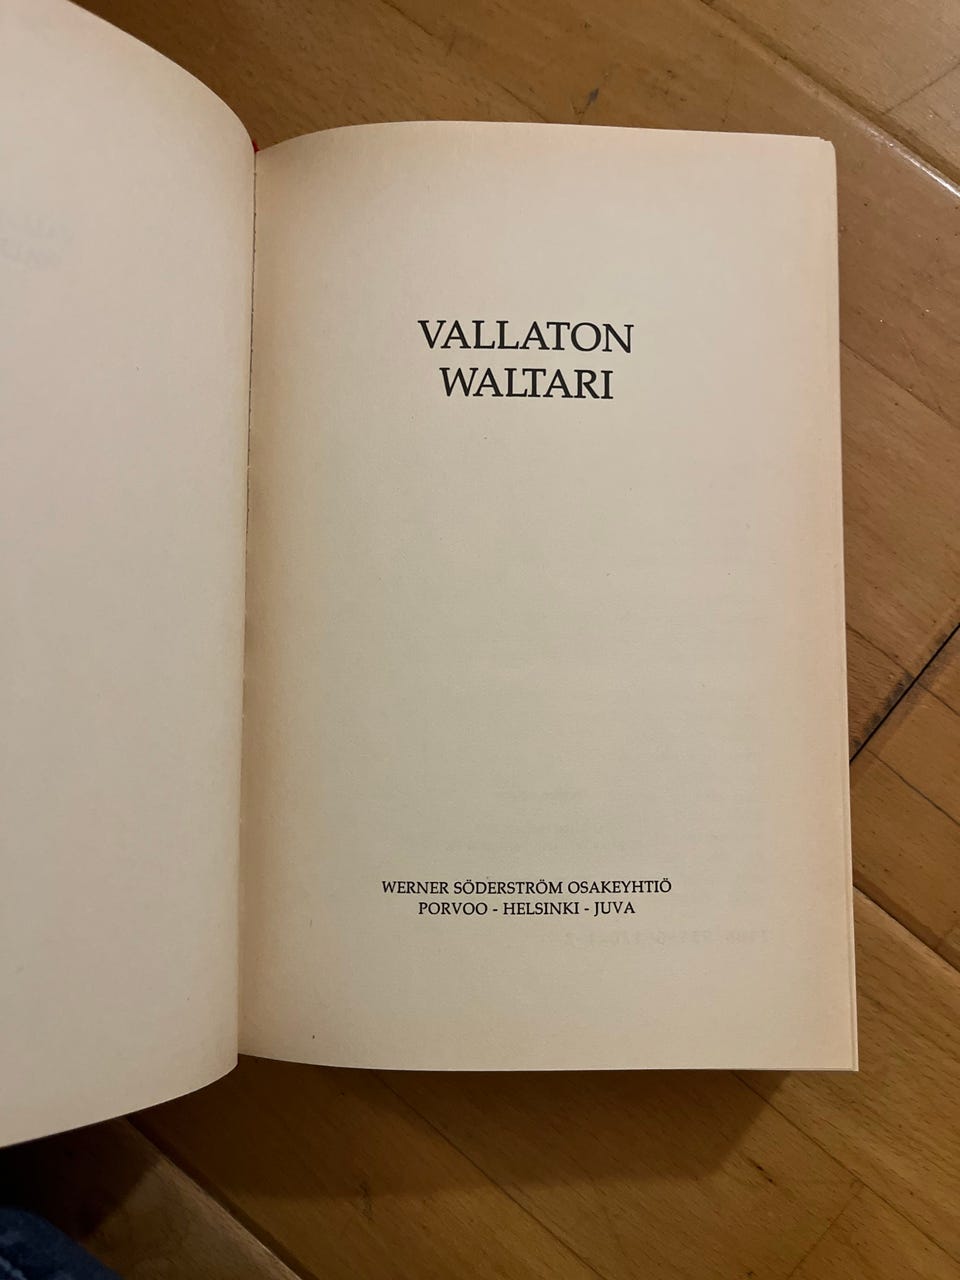 VALLATON
WALTARI
WERNER SÖDERSTRÖM OSAKEYHTIÖ
PORVOO - HELSINKI - JUVA